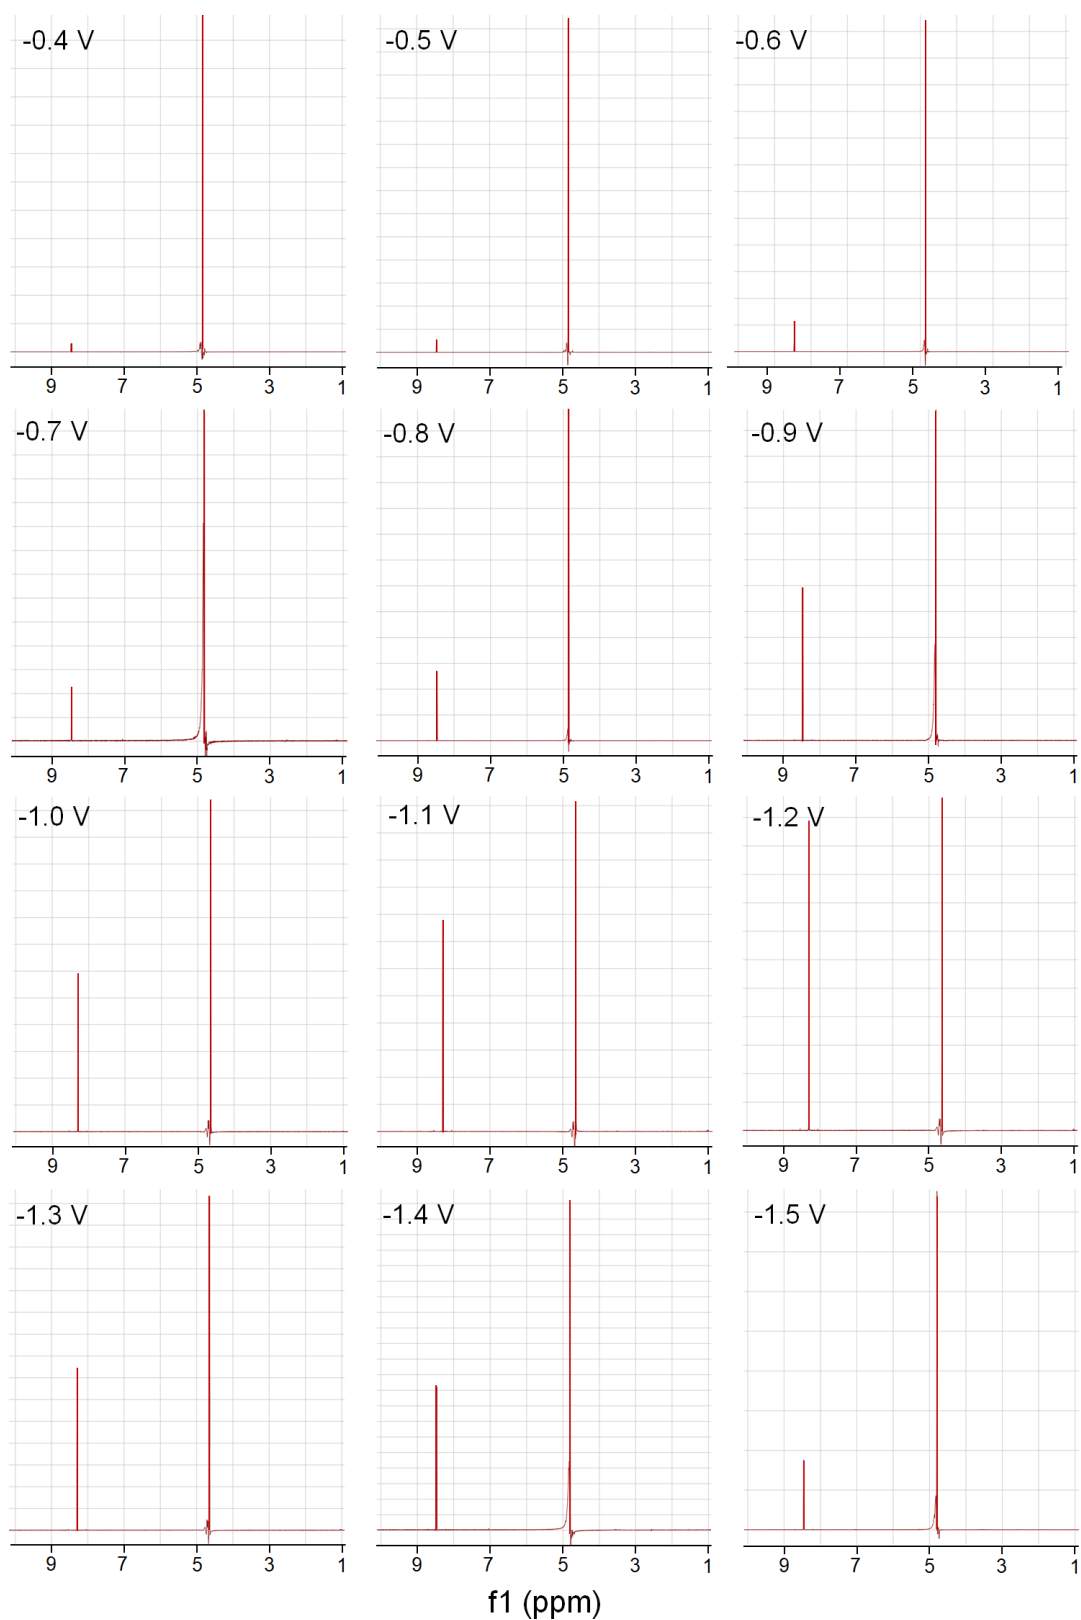 -0.4 V
-0.5 V
-0.6 V
9 7 5 3 1
9 7 5 3 1
9 7 5 3 1
-0.7 V
-0.8 V
-0.9 V
9 7 5 3 1
9 7 5 3 1
9 7 5 3 1
-1.0 V
-1.1 V
-1.2 V
9 7 5 3 1
9 7 5 3 1
9 7 5 3 1
-1.3 V
-1.4 V
-1.5 V
9 7 5 3 1
9 7 5 3 1
9 7 5 3 1
f1 (ppm)